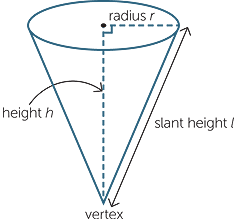 radius r
height h
slant height l
vertex